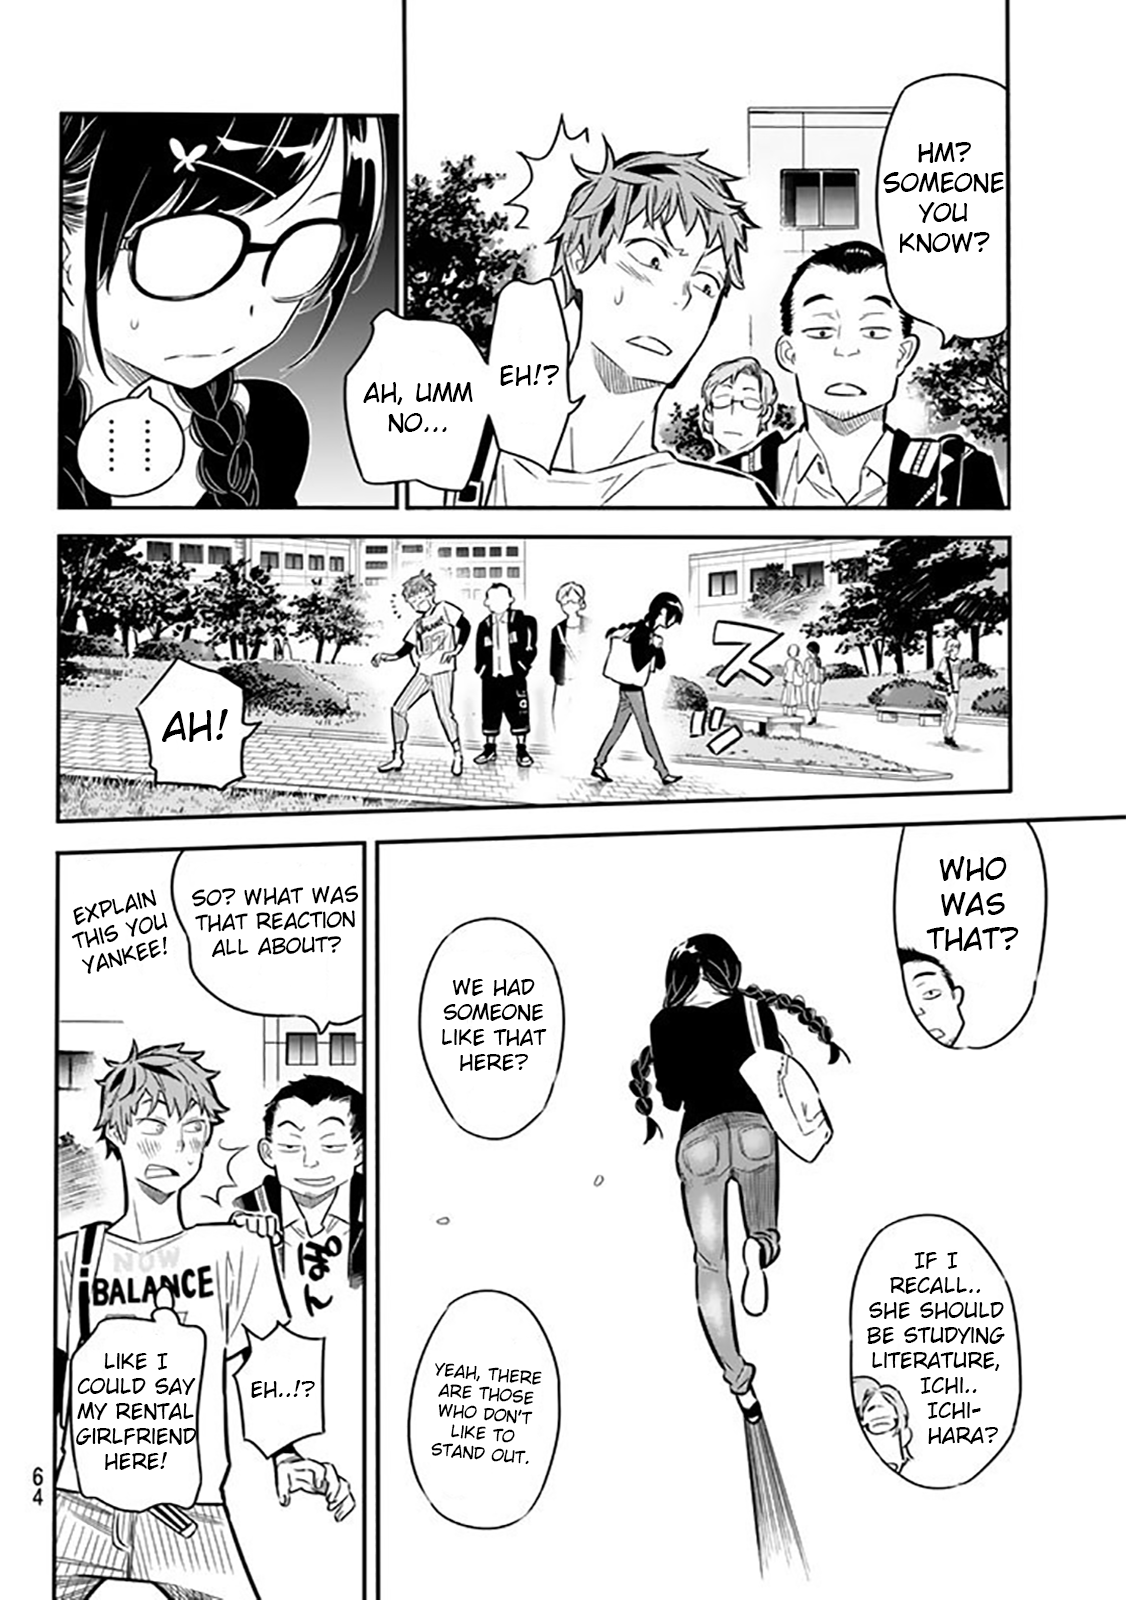 HM?
SOMEONE
YOU
KNOW?
EH!?
AH, UMM
NO...
......
AH!
スッ
WHO
WAS
THAT?
WE HAD
SOMEONE
LIKE THAT
HERE?
IF I
RECALL..
SHE SHOULD
BE STUDYING
LITERATURE,
ICHI..
ICHI-
HARA?
YEAH, THERE
ARE THOSE
WHO DON'T
LIKE TO
STAND OUT.
SO? WHAT WAS
THAT REACTION
ALL ABOUT?
EXPLAIN
THIS YOU
YANKEE!
NOW
BALANCE
EH..!?
LIKE I
COULD SAY
MY RENTAL
GIRLFRIEND
HERE!
64